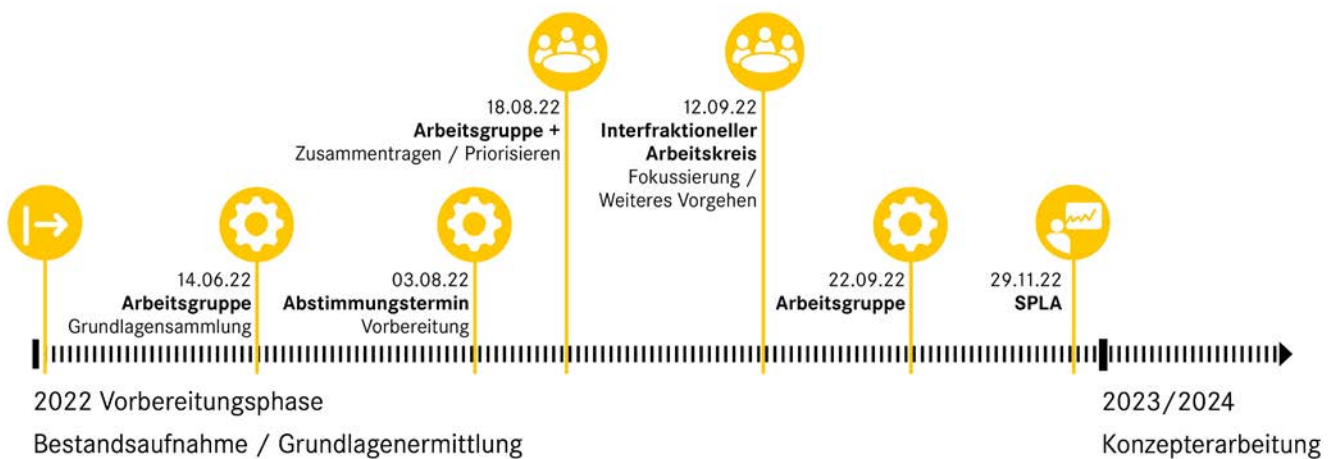 18.08.22
Arbeitsgruppe +
Zusammentragen / Priorisieren
12.09.22
Interfraktioneller
Arbeitskreis
Fokussierung /
Weiteres Vorgehen
14.06.22
Arbeitsgruppe
Grundlagensammlung
03.08.22
Abstimmungstermin
Vorbereitung
22.09.22
Arbeitsgruppe
29.11.22
SPLA
2022 Vorbereitungsphase
Bestandsaufnahme / Grundlagenermittlung
2023/2024
Konzepterarbeitung